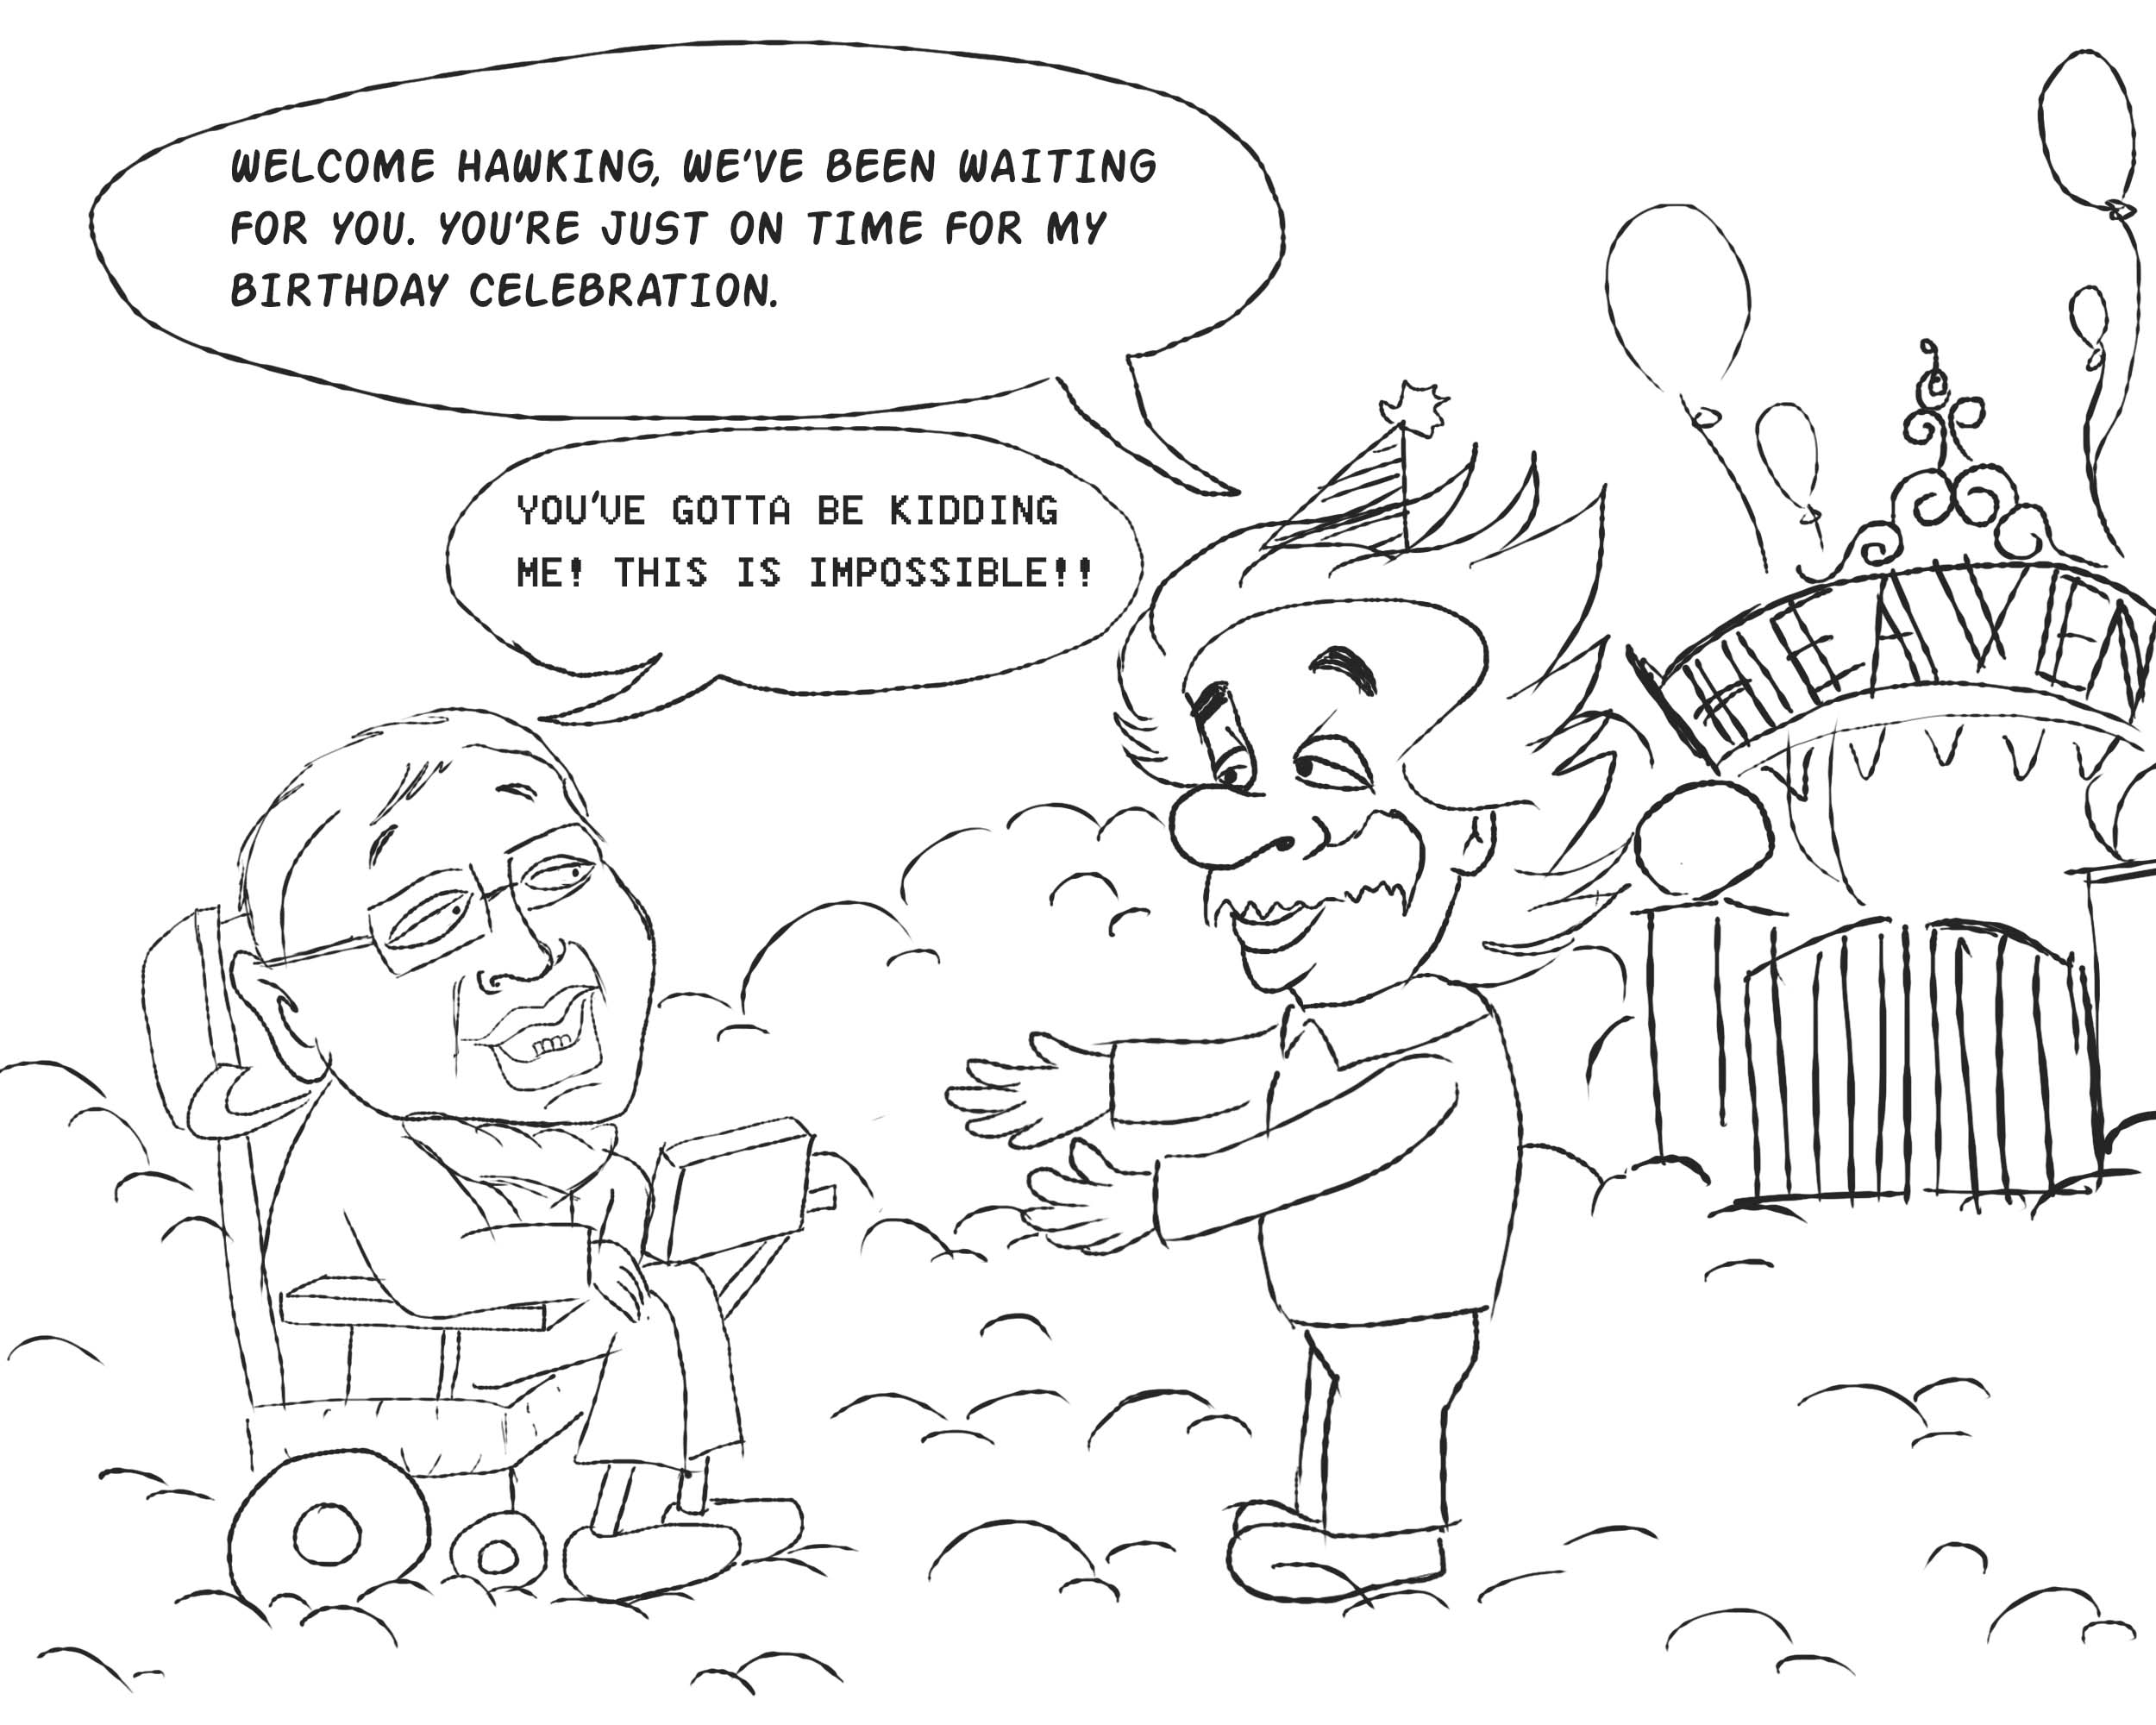 WELCOME HAWKING, WE'VE BEEN WAITING
FOR YOU. YOU'RE JUST ON TIME FOR MY
BIRTHDAY CELEBRATION.
YOU'VE GOTTA BE KIDDING
ME! THIS IS IMPOSSIBLE!!
HEAVEN